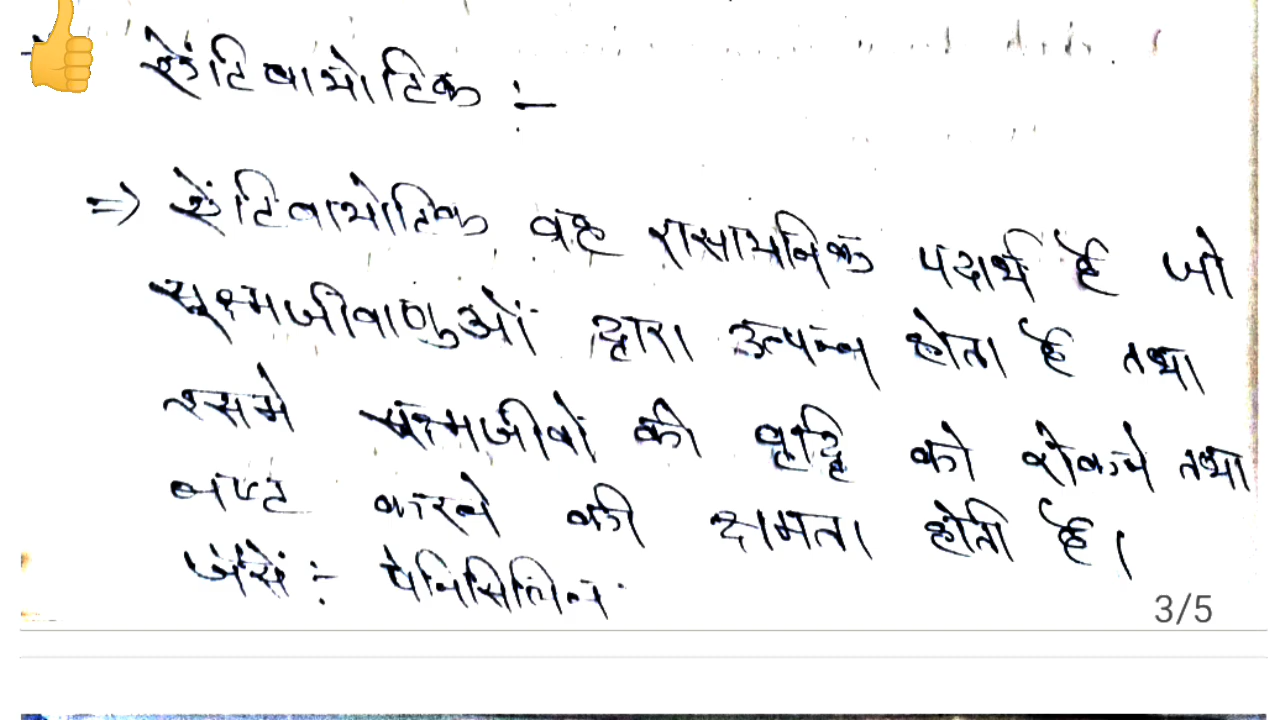 एंटिबायोटिक :-
=> एंटिबायोटिक वह रासायनिक पदार्थ है जो
सूक्ष्मजीवाणुओं द्वारा उत्पन्न होता है तथा
इसमे सूक्ष्मजीवों की वृद्धि को रोकने तथा
नष्ट करने की क्षमता होती है।
जैसें :- पेनिसिलिन
3/5